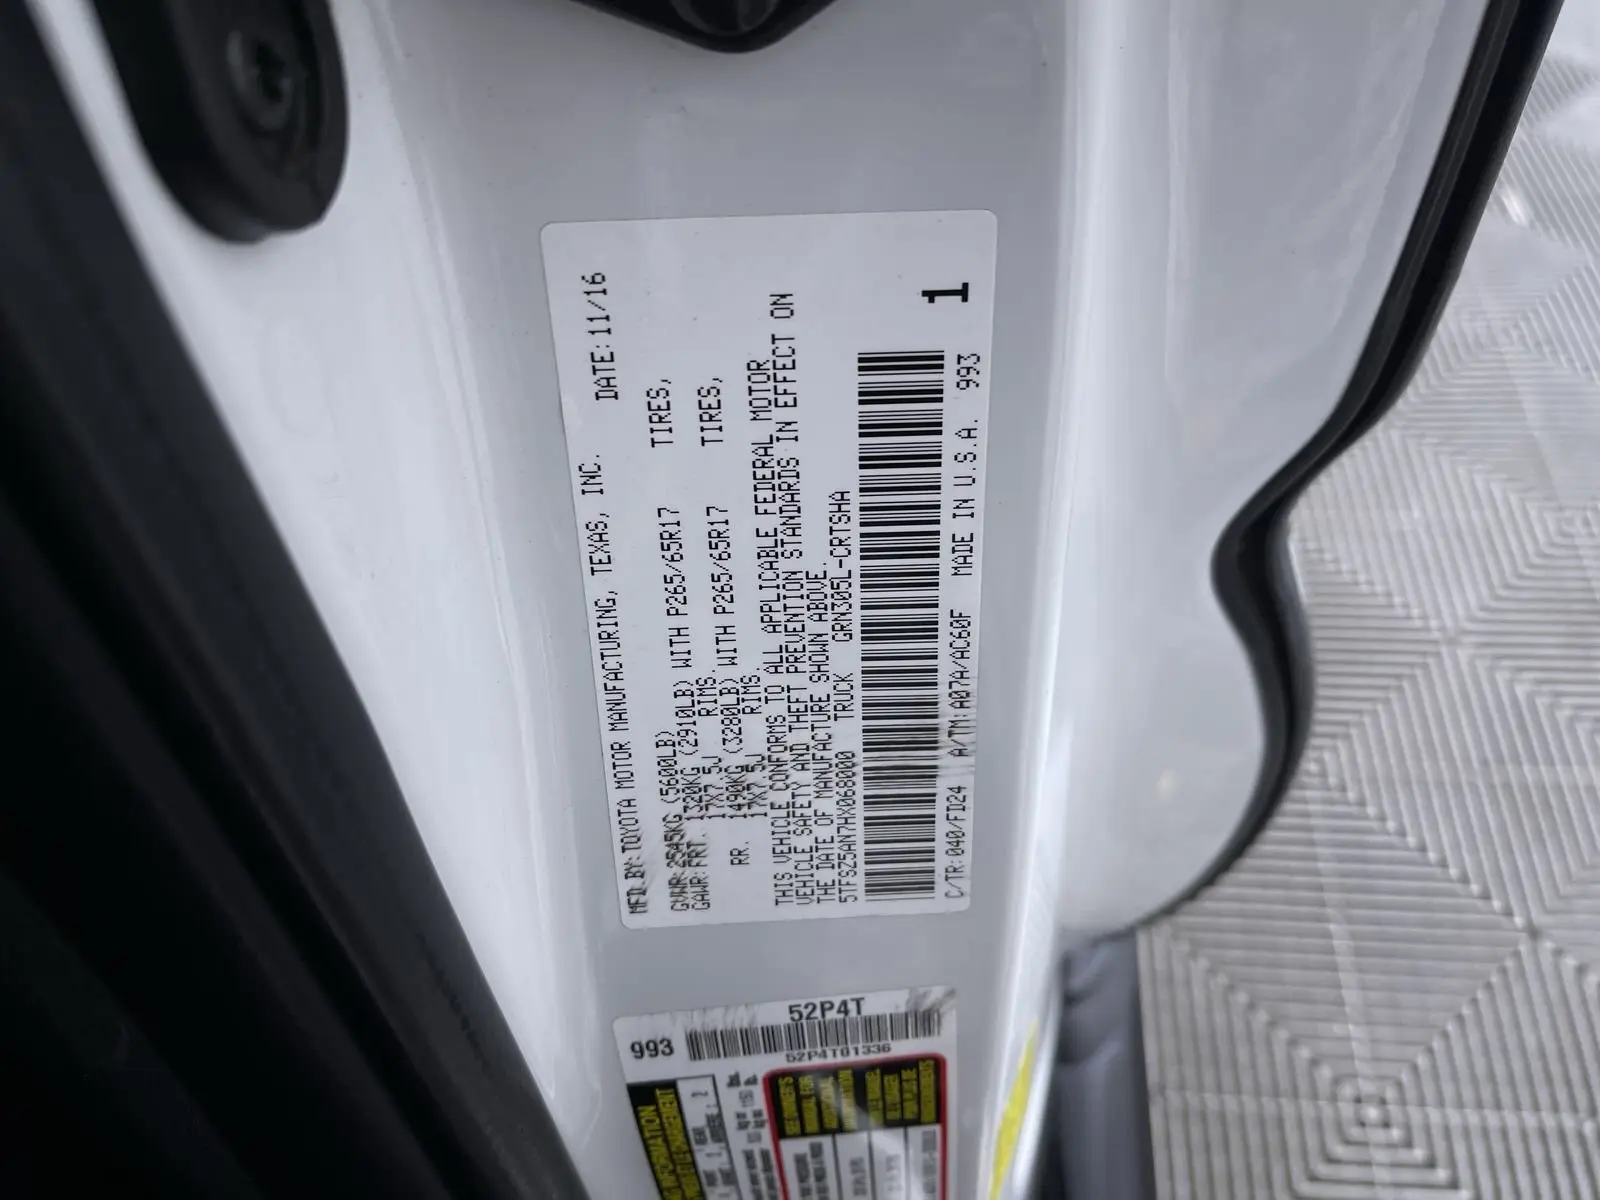 MFD BY: TOYOTA MOTOR MANUFACTURING, TEXAS, INC. DATE: 11/16
GVWR: 2545KG (5600LB)
GAWR: FRT. 1320KG (2910LB) WITH P265/65R17 TIRES,
17X7.5J RIMS.
RR. 1490KG (3280LB) WITH P265/65R17 TIRES,
17X7.5J RIMS.
THIS VEHICLE CONFORMS TO ALL APPLICABLE FEDERAL MOTOR
VEHICLE SAFETY AND THEFT PREVENTION STANDARDS IN EFFECT ON
THE DATE OF MANUFACTURE SHOWN ABOVE.
5TFSZ5AN7HX068000 TRUCK GRN305L-CRTSHA
1
C/TR: 040/FD24 A/TM: A07A/AC60F MADE IN U.S.A. 993
52P4T
993
52P4T01336